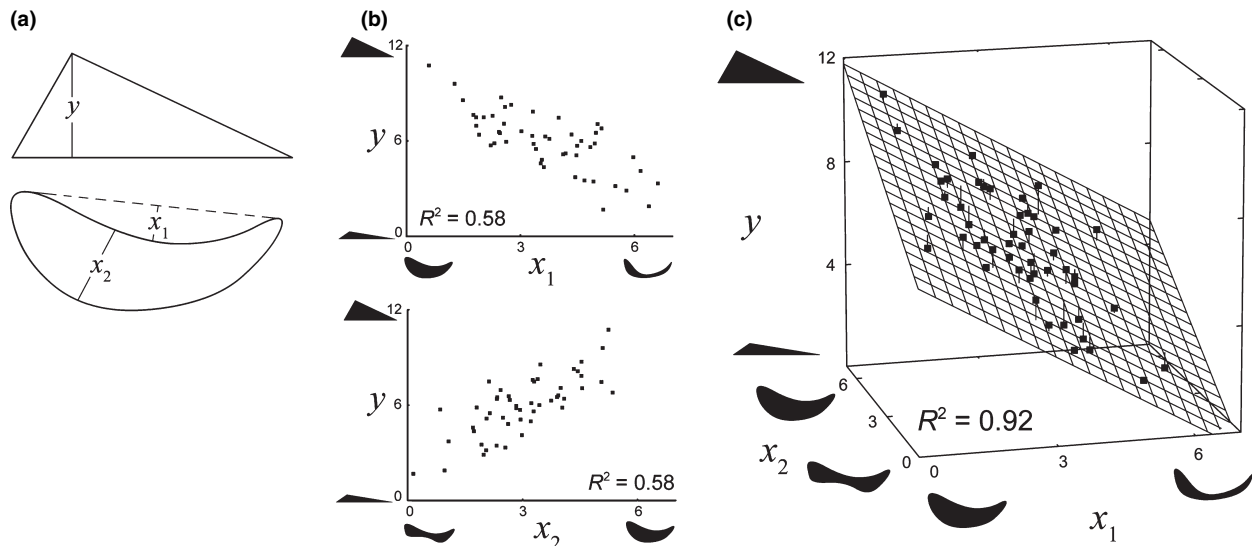 (a)
y
x1
x2
(b)
12
y 6
R2 = 0.58
0
0 3 6
x1
12
y 6
R2 = 0.58
0
0 3 6
x2
(c)
12
8
y
4
6
3
x2
0
R2 = 0.92
0 3 6
x1